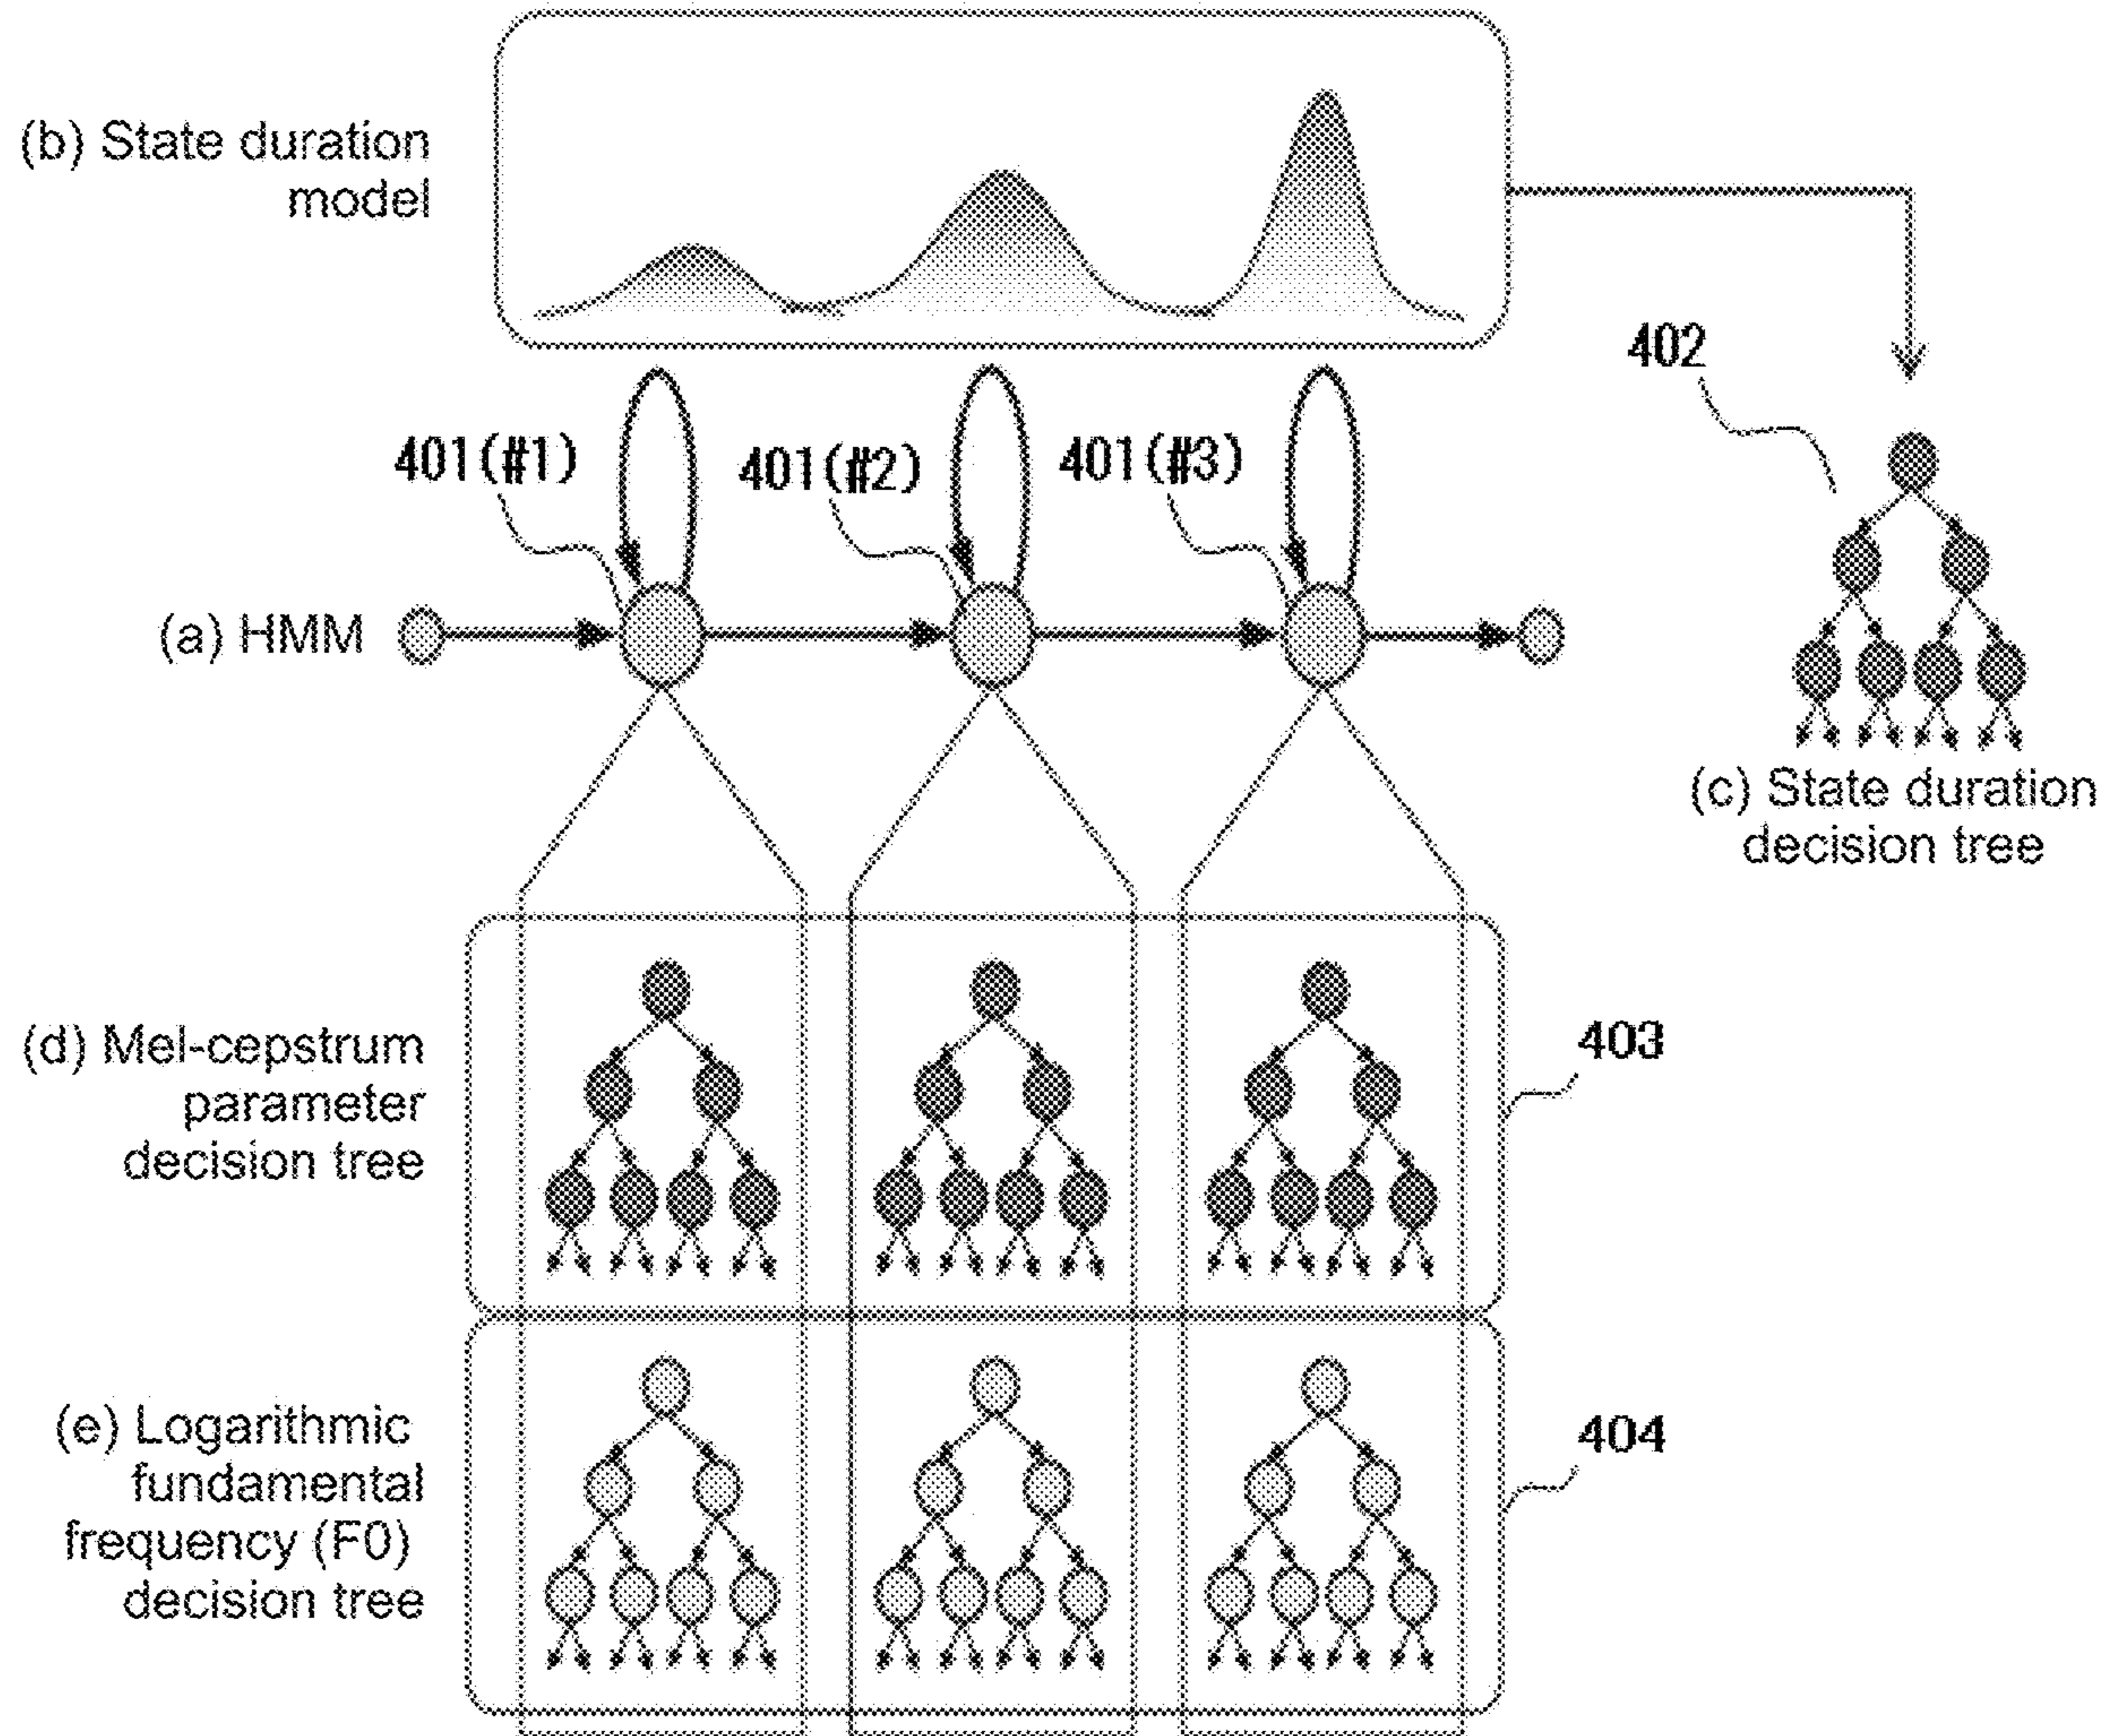 (b) State duration
model
402
401(#1)
401(#2)
401(#3)
(a) HMM
(c) State duration
decision tree
(d) Mel-cepstrum
parameter
decision tree
403
(e) Logarithmic
fundamental
frequency (F0)
decision tree
404